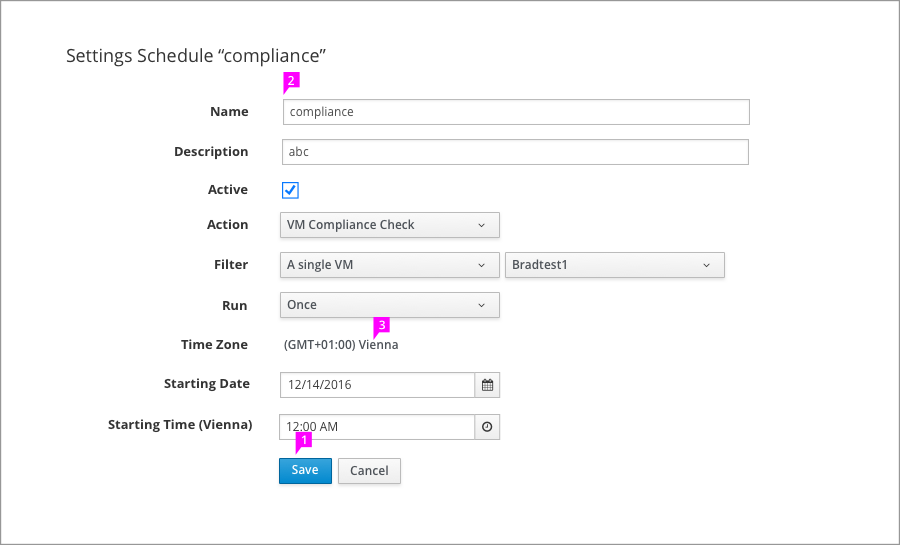 Settings Schedule “compliance”
2
Name compliance
Description abc
Active
Action VM Compliance Check
Filter A single VM Bradtest1
Run Once
3
Time Zone (GMT+01:00) Vienna
Starting Date 12/14/2016
Starting Time (Vienna) 12:00 AM
1
Save Cancel